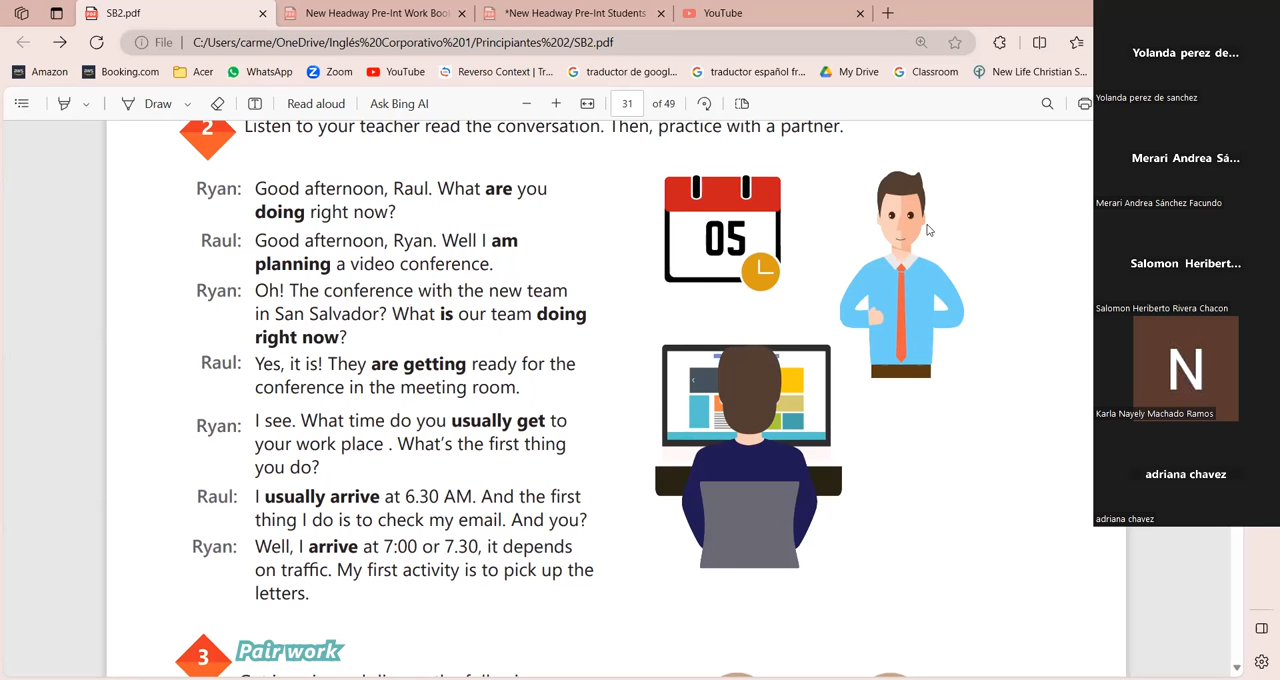 SB2.pdf
New Headway Pre-Int Work Boo
*New Headway Pre-Int Students
YouTube
File
C:/Users/carme/OneDrive/Inglés%20Corporativo%201/Principiantes%202/SB2.pdf
Amazon
Booking.com
Acer
WhatsApp
Zoom
YouTube
Reverso Context | Tr...
traductor de googl...
traductor español fr...
My Drive
Classroom
New Life Christian S...
Draw
Read aloud
Ask Bing AI
31 of 49
2 Listen to your teacher read the conversation. Then, practice with a partner.
Ryan: Good afternoon, Raul. What are you
doing right now?
Raul: Good afternoon, Ryan. Well I am
planning a video conference.
Ryan: Oh! The conference with the new team
in San Salvador? What is our team doing
right now?
Raul: Yes, it is! They are getting ready for the
conference in the meeting room.
Ryan: I see. What time do you usually get to
your work place . What's the first thing
you do?
Raul: I usually arrive at 6.30 AM. And the first
thing I do is to check my email. And you?
Ryan: Well, I arrive at 7:00 or 7.30, it depends
on traffic. My first activity is to pick up the
letters.
05
3 Pair work
Yolanda perez de...
Yolanda perez de sanchez
Merari Andrea Sá...
Merari Andrea Sánchez Facundo
Salomon Heribert...
Salomon Heriberto Rivera Chacon
N
Karla Nayely Machado Ramos
adriana chavez
adriana chavez